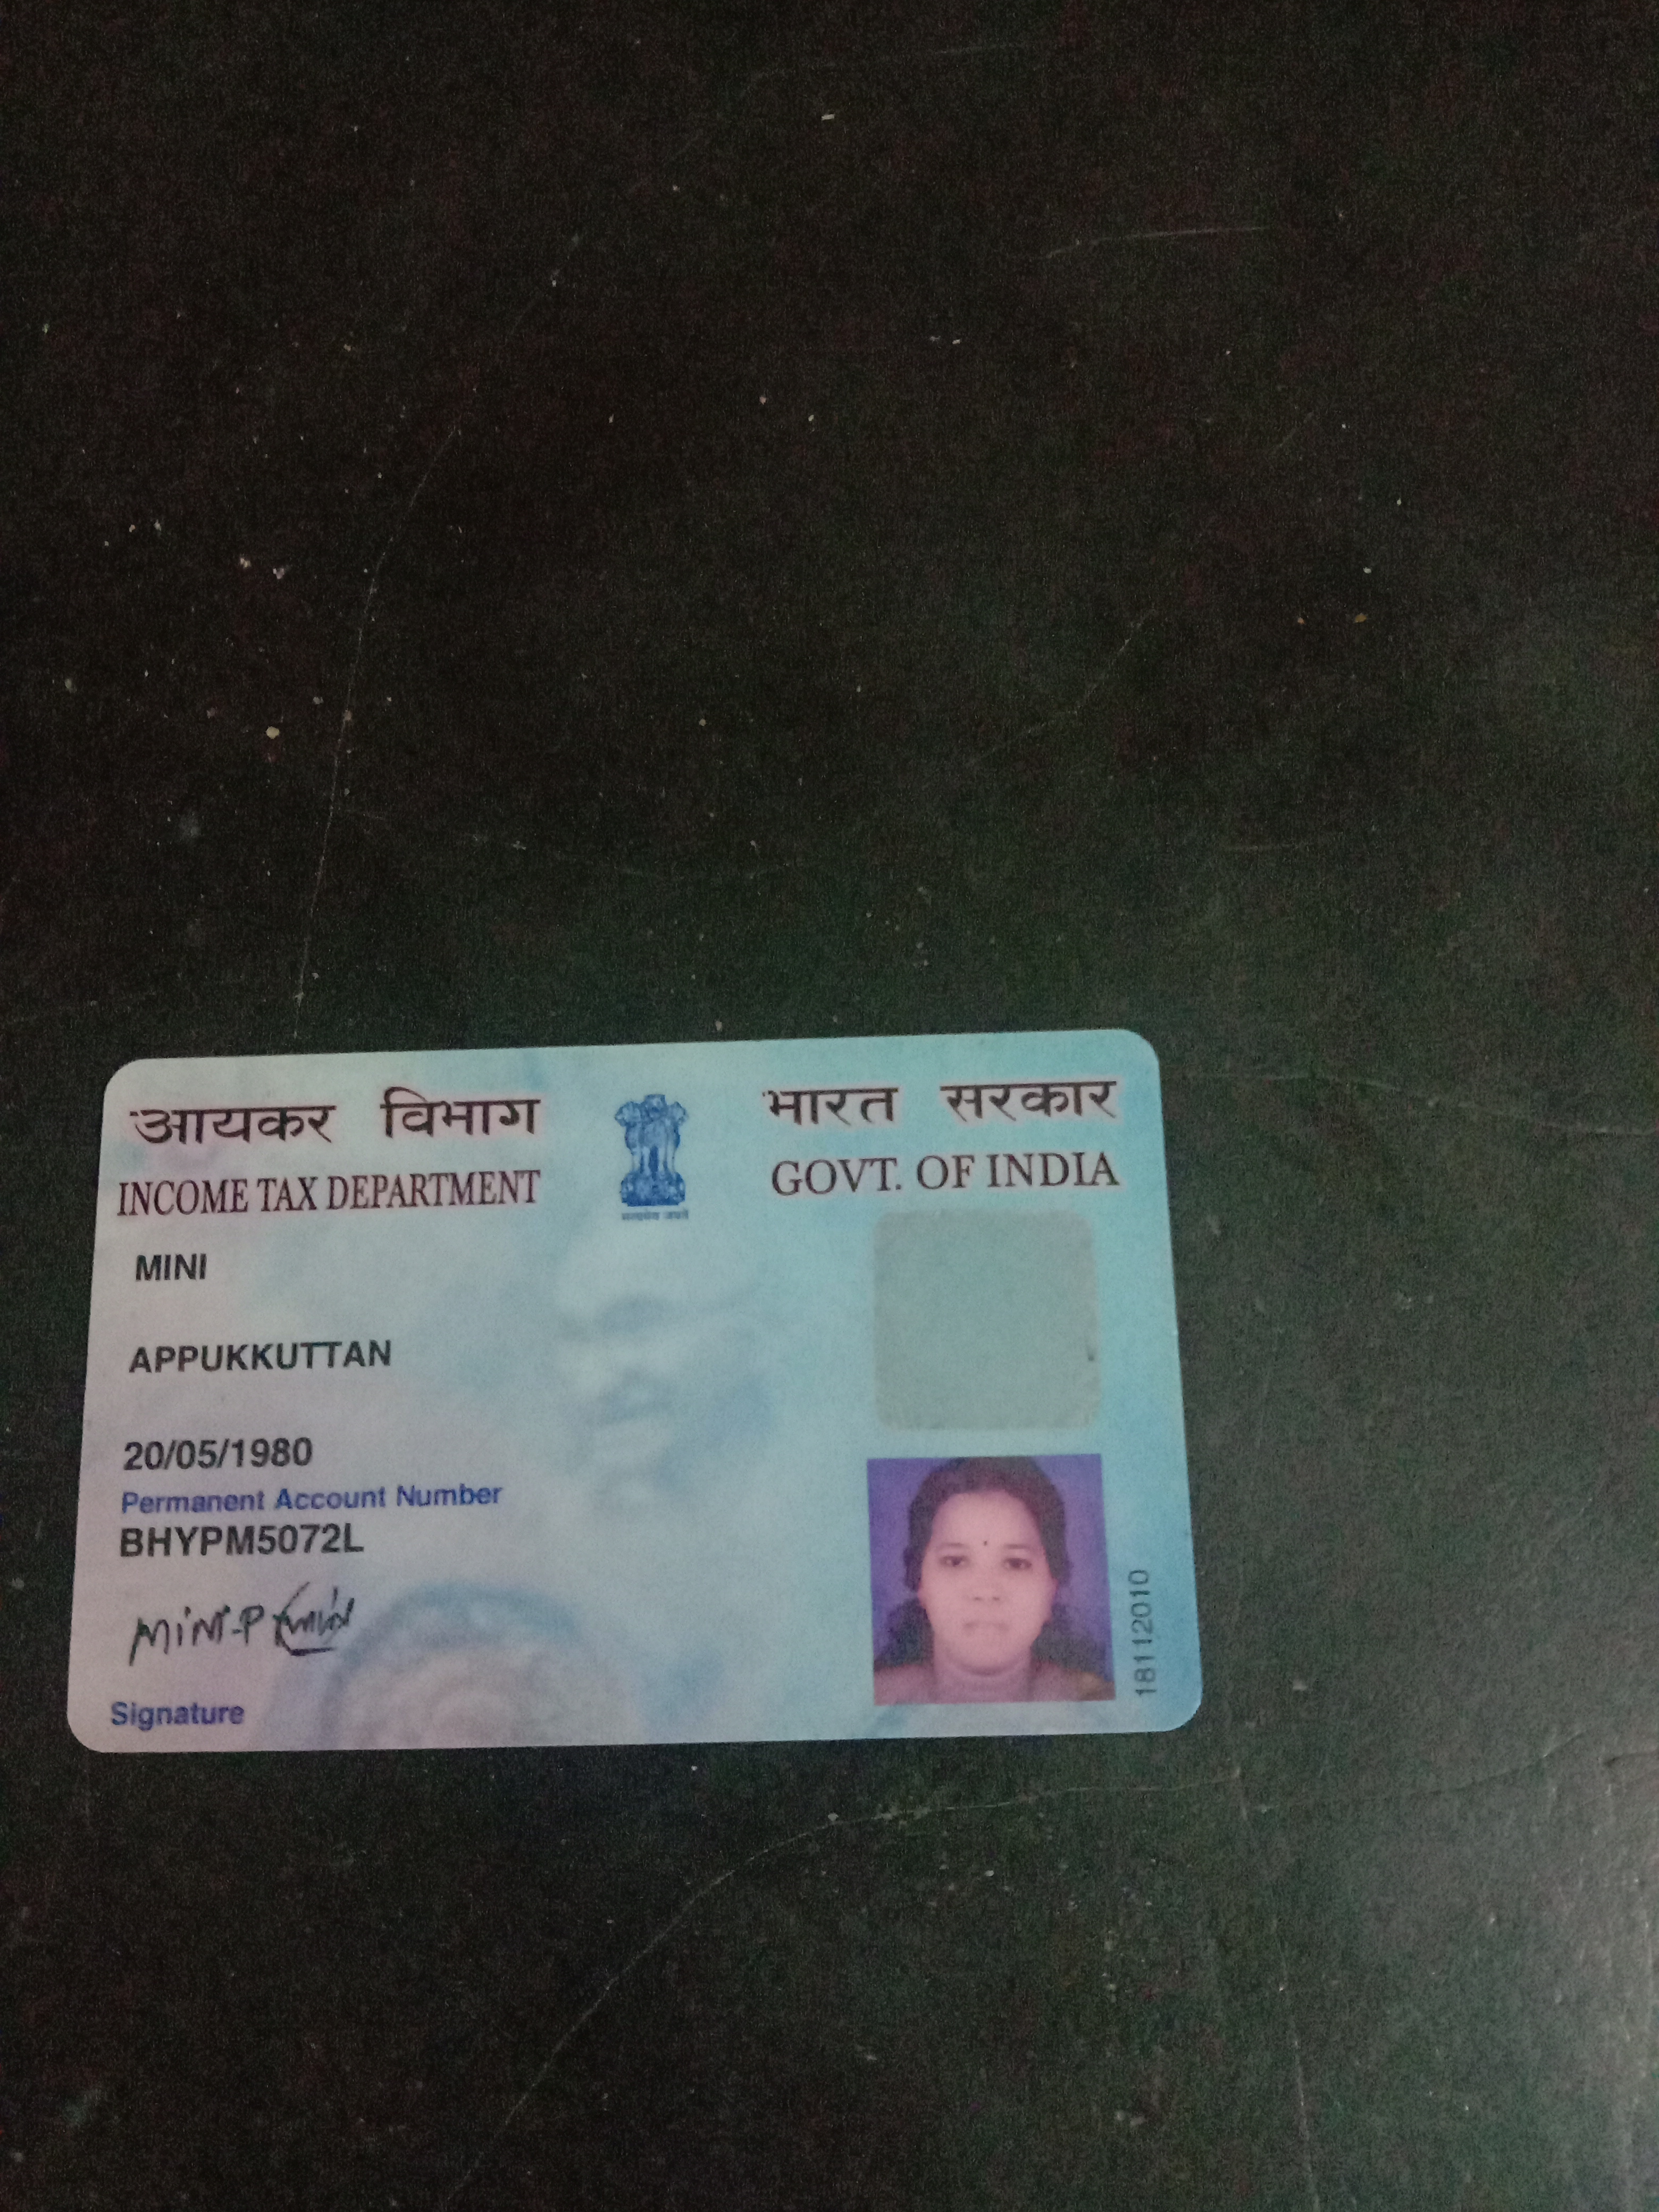 आयकर विभाग
INCOME TAX DEPARTMENT
भारत सरकार
GOVT. OF INDIA
सत्यमेव जयते
MINI
APPUKKUTTAN
20/05/1980
Permanent Account Number
BHYPM5072L
MINI-P
Signature
18112010